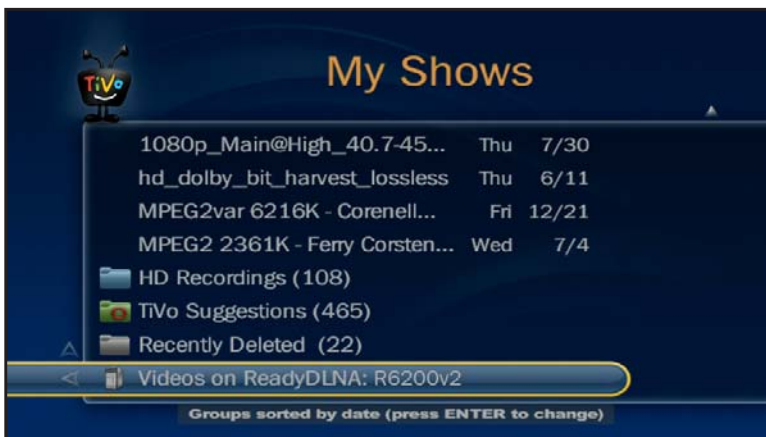 TiVo
My Shows
1080p_Main@High_40.7-45... Thu 7/30
hd_dolby_bit_harvest_lossless Thu 6/11
MPEG2var 6216K - Corenell... Fri 12/21
MPEG2 2361K - Ferry Corsten... Wed 7/4
HD Recordings (108)
TiVo Suggestions (465)
Recently Deleted (22)
Videos on ReadyDLNA: R6200v2
Groups sorted by date (press ENTER to change)